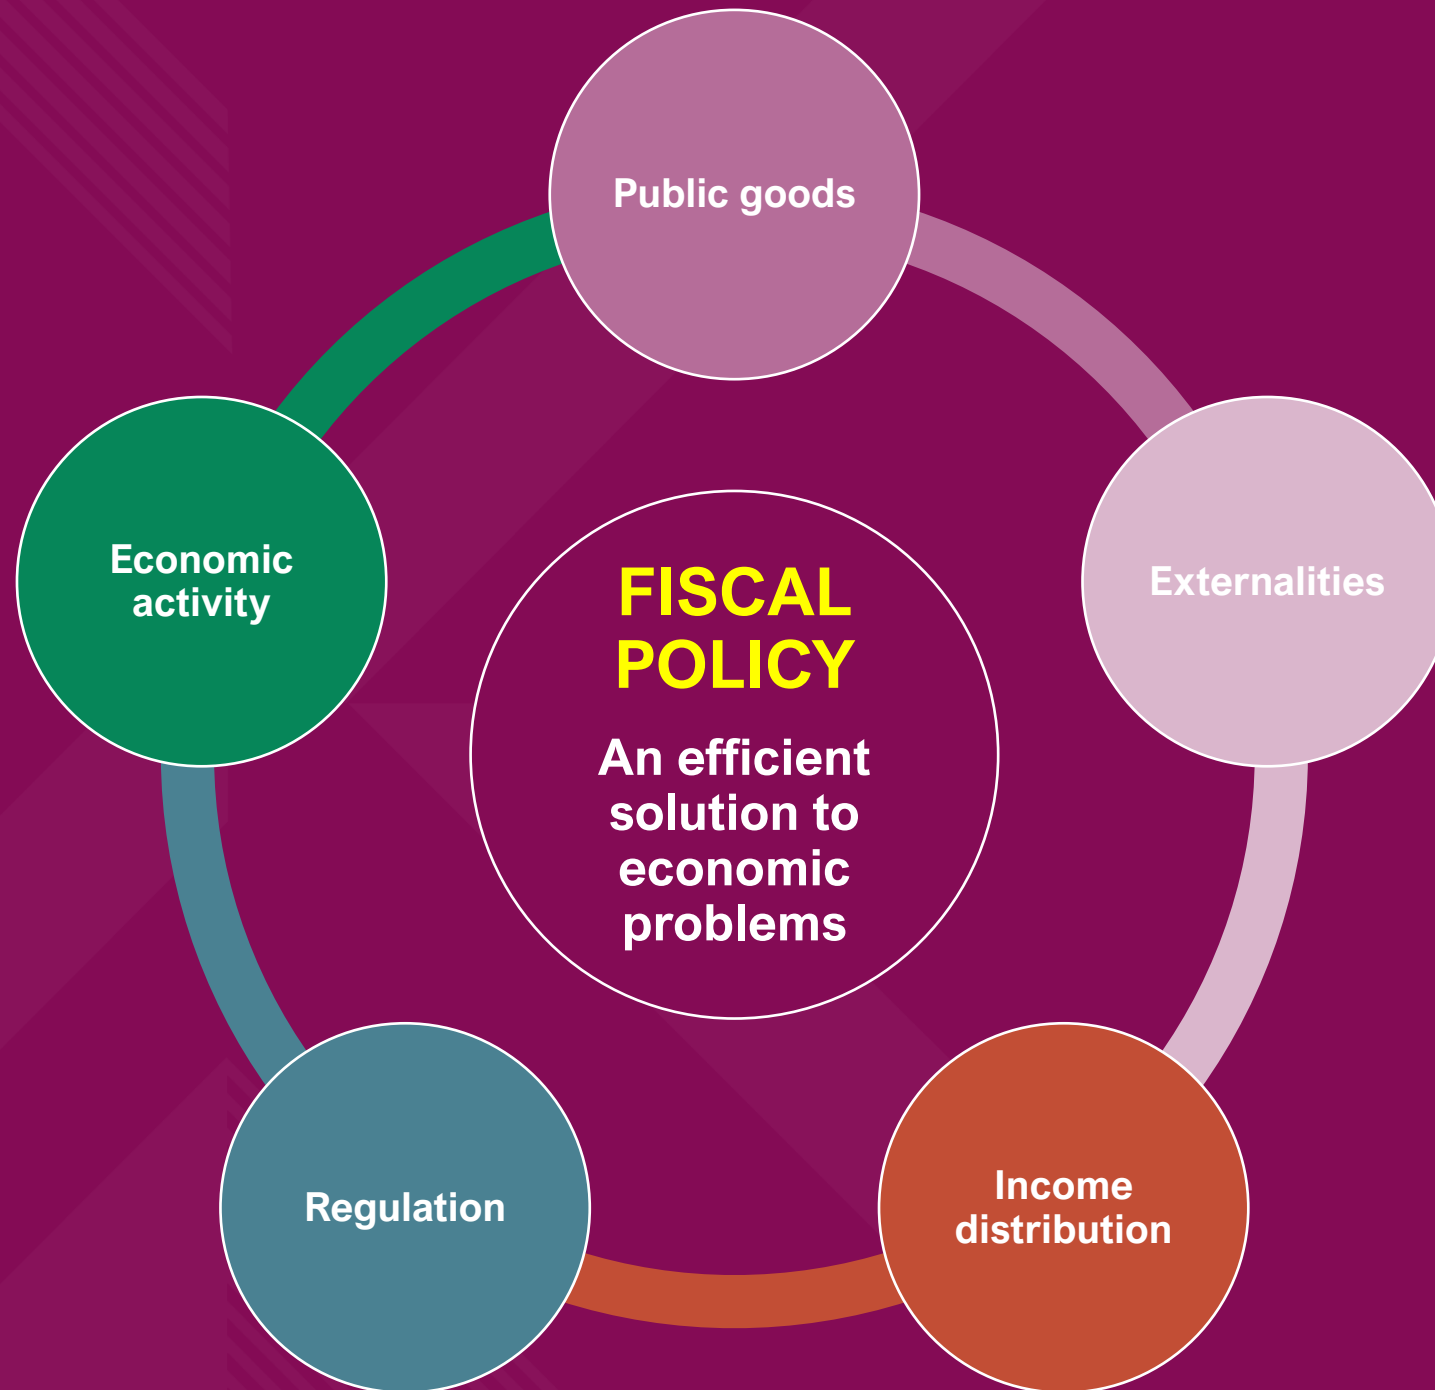 Public goods
Economic
activity
Externalities
FISCAL
POLICY
An efficient
solution to
economic
problems
Regulation
Income
distribution